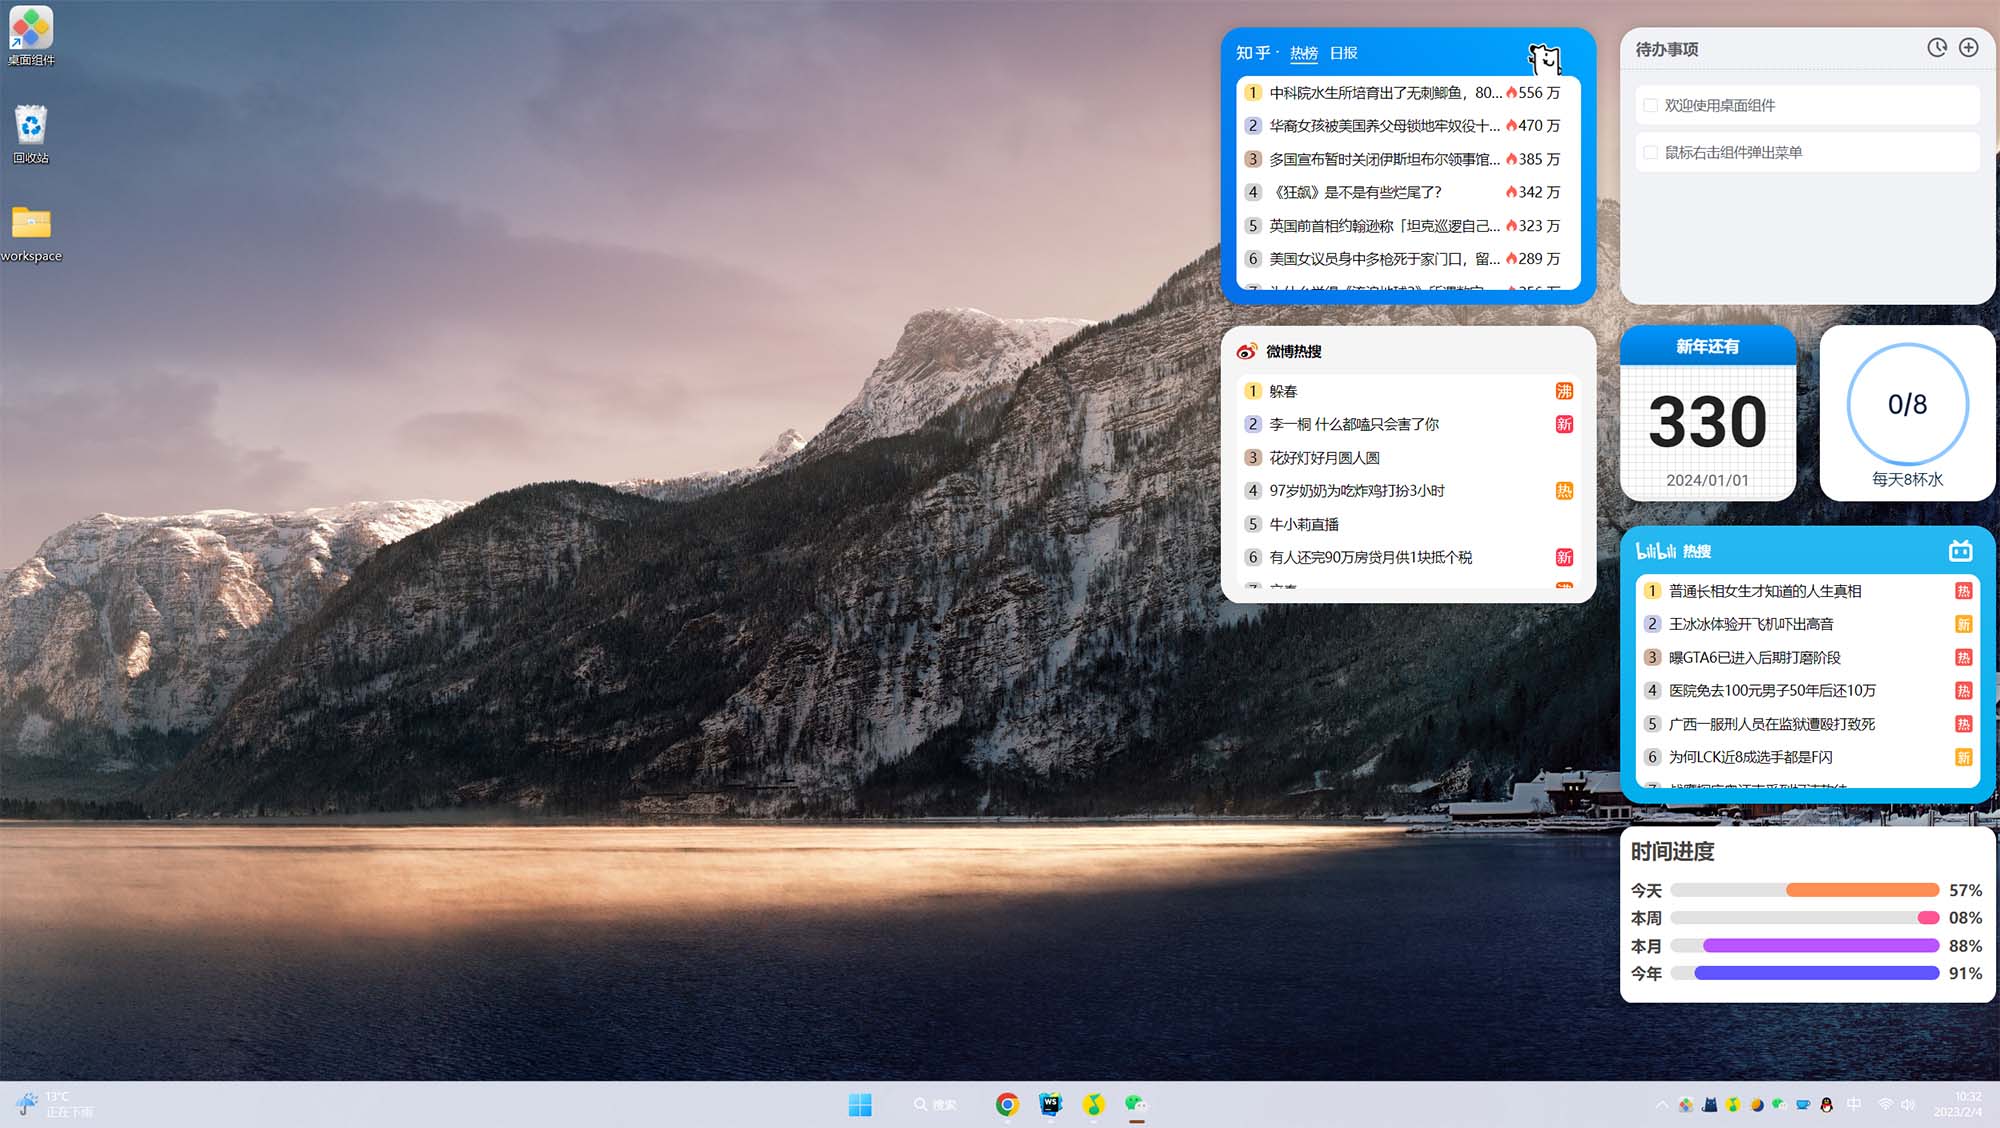 桌面组件
回收站
workspace
知乎· 热榜 日报
1 中科院水生所培育出了无刺鲫鱼，80... 556 万
2 华裔女孩被美国养父母锁地牢奴役十... 470 万
3 多国宣布暂时关闭伊斯坦布尔领事馆... 385 万
4 《狂飙》是不是有些烂尾了？ 342 万
5 英国前首相约翰逊称「坦克巡逻自己... 323 万
6 美国女议员身中多枪死于家门口，留... 289 万
待办事项
欢迎使用桌面组件
鼠标右击组件弹出菜单
微博热搜
1 躲春 沸
2 李一桐 什么都嗑只会害了你 新
3 花好灯好月圆人圆
4 97岁奶奶为吃炸鸡打扮3小时 热
5 牛小莉直播
6 有人还完90万房贷月供1块抵个税 新
新年还有
330
2024/01/01
0/8
每天8杯水
bilibili 热搜
1 普通长相女生才知道的人生真相 热
2 王冰冰体验开飞机吓出高音 新
3 曝GTA6已进入后期打磨阶段 热
4 医院免去100元男子50年后还10万 热
5 广西一服刑人员在监狱遭殴打致死 热
6 为何LCK近8成选手都是F闪 新
时间进度
今天 57%
本周 08%
本月 88%
今年 91%
13°C
正在下雨
搜索
WS
中
10:32
2023/2/4